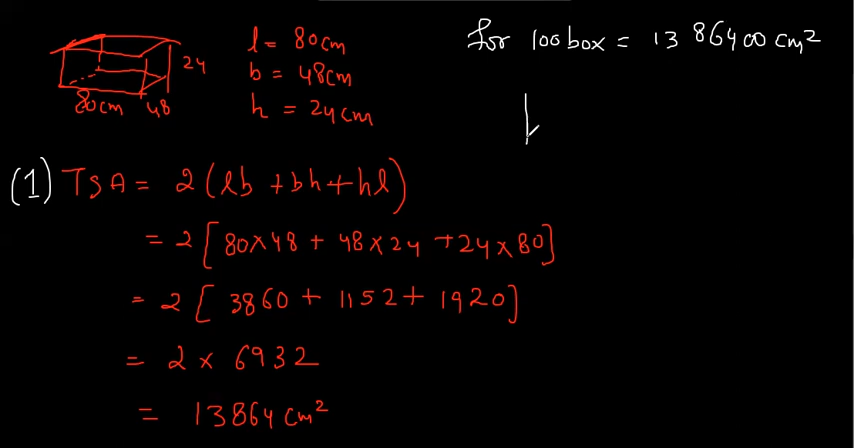 24
80cm 48
l = 80cm
b = 48cm
h = 24cm
for 100 box = 1386400 cm²
(1) TSA = 2(lb + bh + hl)
= 2[80×48 + 48×24 + 24×80]
= 2[3860 + 1152 + 1920]
= 2 × 6932
= 13864 cm²